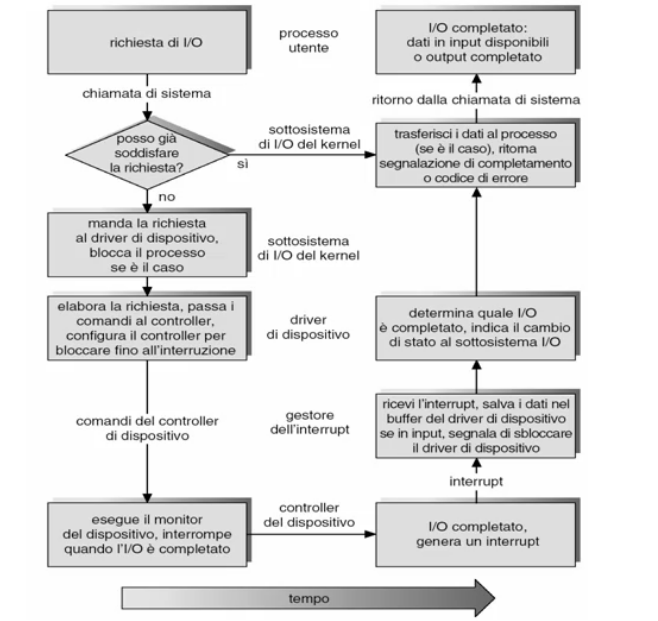 richiesta di I/O
processo
utente
I/O completato:
dati in input disponibili
o output completato
chiamata di sistema
ritorno dalla chiamata di sistema
posso già
soddisfare
la richiesta?
sottosistema
di I/O del kernel
sì
trasferisci i dati al processo
(se è il caso), ritorna
segnalazione di completamento
o codice di errore
no
manda la richiesta
al driver di dispositivo,
blocca il processo
se è il caso
sottosistema
di I/O del kernel
elabora la richiesta, passa i
comandi al controller,
configura il controller per
bloccare fino all'interruzione
driver
di dispositivo
determina quale I/O
è completato, indica il cambio
di stato al sottosistema I/O
comandi del controller
di dispositivo
gestore
dell'interrupt
ricevi l'interrupt, salva i dati nel
buffer del driver di dispositivo
se in input, segnala di sbloccare
il driver di dispositivo
interrupt
esegue il monitor
del dispositivo, interrompe
quando l'I/O è completato
controller
del dispositivo
I/O completato,
genera un interrupt
tempo